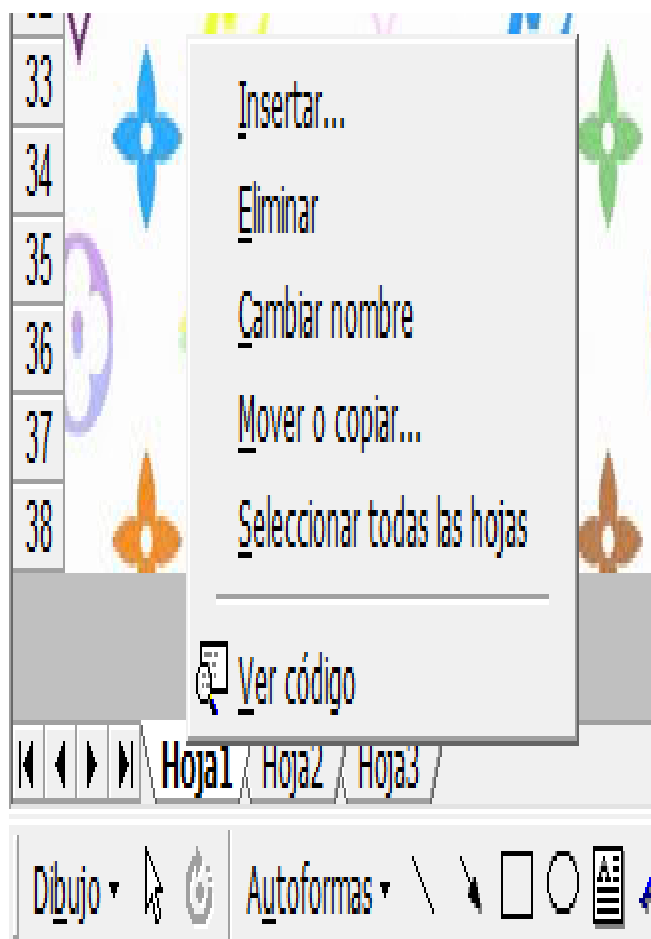 33
34
35
36
37
38
Insertar...
Eliminar
Cambiar nombre
Mover o copiar...
Seleccionar todas las hojas
Ver código
Hoja1 Hoja2 Hoja3
Dibujo Autoformas